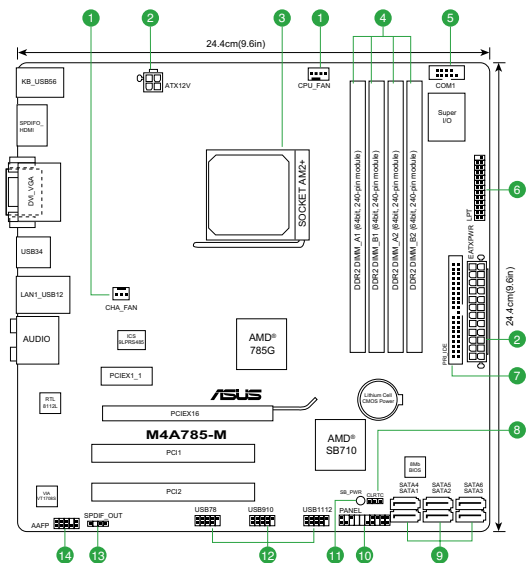 1
2
3
1
4
5
24.4cm(9.6in)
KB_USB56
ATX12V
CPU_FAN
COM1
SPDIFO_
HDMI
Super
I/O
DVI_VGA
SOCKET AM2+
DDR2 DIMM_A1 (64bit, 240-pin module)
DDR2 DIMM_B1 (64bit, 240-pin module)
DDR2 DIMM_A2 (64bit, 240-pin module)
DDR2 DIMM_B2 (64bit, 240-pin module)
LPT
6
USB34
EATXPWR
24.4cm(9.6in)
1
LAN1_USB12
CHA_FAN
AUDIO
ICS
9LPRS485
AMD®
785G
PRI_IDE
2
7
PCIEX1_1
RTL
8112L
ASUS
PCIEX16
Lithium Cell
CMOS Power
M4A785-M
AMD®
SB710
8
PCI1
8Mb
BIOS
VIA
VT1708S
PCI2
SB_PWR
CLRTC
SATA4
SATA1
SATA5
SATA2
SATA6
SATA3
AAFP
SPDIF_OUT
USB78
USB910
USB1112
PANEL
14
13
12
11
10
9